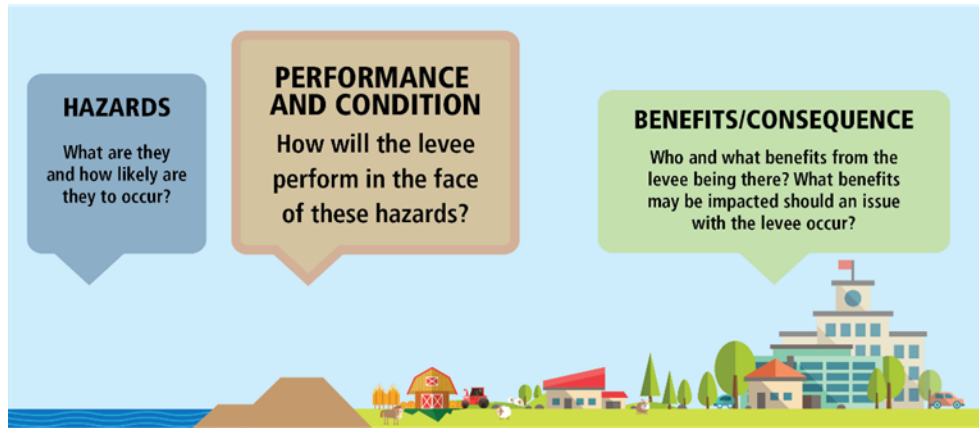 HAZARDS
What are they
and how likely are
they to occur?
PERFORMANCE
AND CONDITION
How will the levee
perform in the face
of these hazards?
BENEFITS/CONSEQUENCE
Who and what benefits from the
levee being there? What benefits
may be impacted should an issue
with the levee occur?